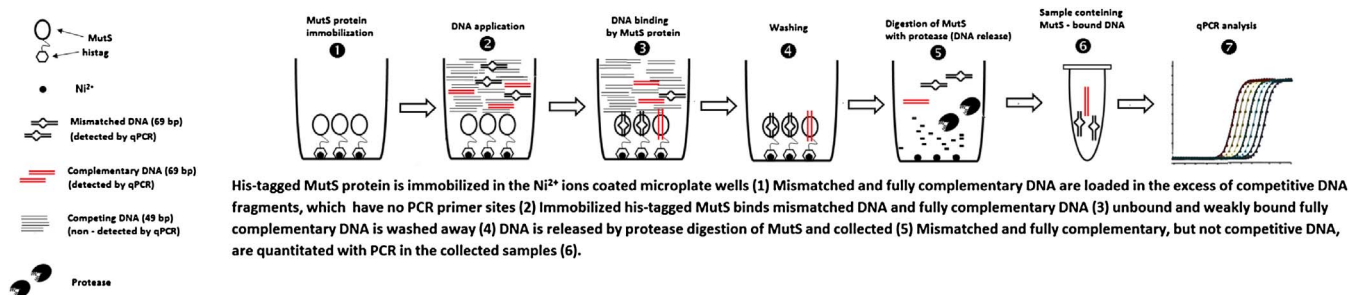 MutS
histag
Ni²⁺
Mismatched DNA (69 bp)
(detected by qPCR)
Complementary DNA (69 bp)
(detected by qPCR)
Competing DNA (49 bp)
(non - detected by qPCR)
Protease
MutS protein
immobilization
1
DNA application
2
DNA binding
by MutS protein
3
Washing
4
Digestion of MutS
with protease (DNA release)
5
Sample conteining
MutS - bound DNA
6
qPCR analysis
7
His-tagged MutS protein is immobilized in the Ni²⁺ ions coated microplate wells (1) Mismatched and fully complementary DNA are loaded in the excess of competitive DNA
fragments, which have no PCR primer sites (2) Immobilized his-tagged MutS binds mismatched DNA and fully complementary DNA (3) unbound and weakly bound fully
complementary DNA is washed away (4) DNA is released by protease digestion of MutS and collected (5) Mismatched and fully complementary, but not competitive DNA,
are quantitated with PCR in the collected samples (6).